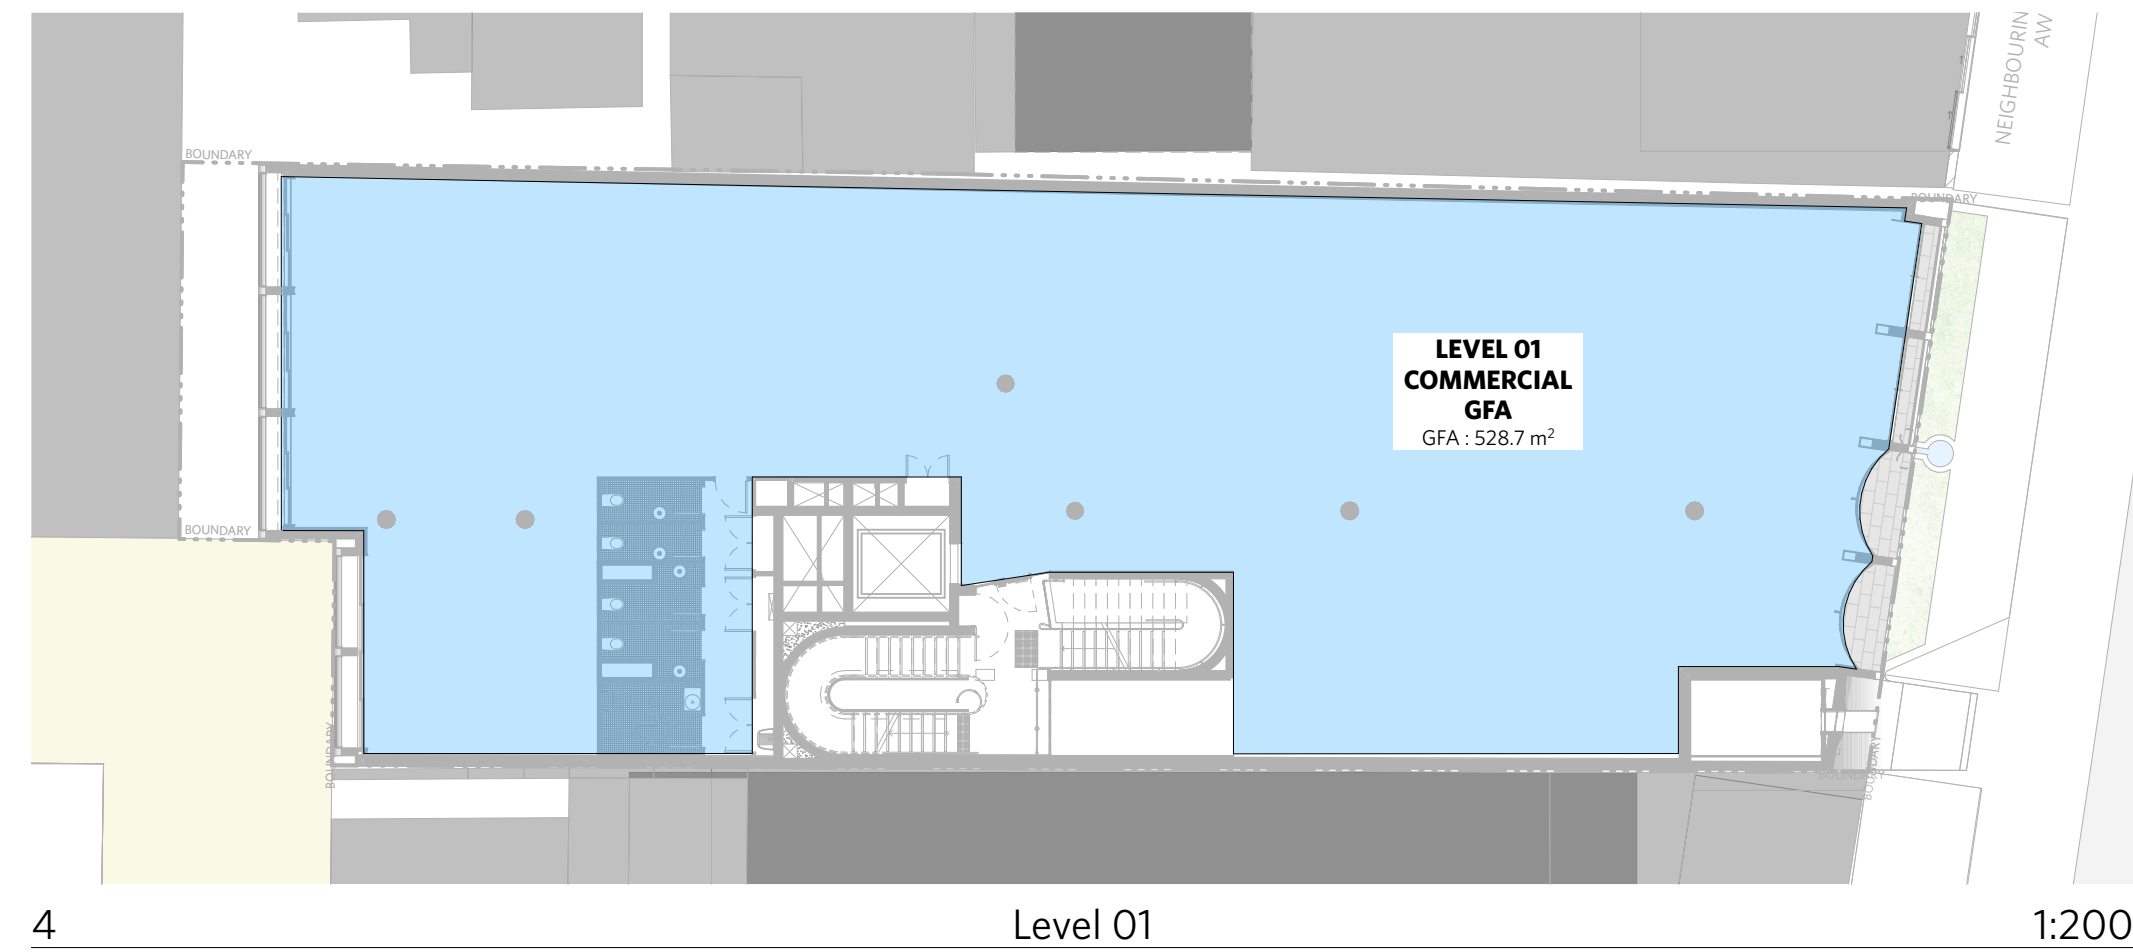 NEIGHBOURIN
AW
BOUNDARY
BOUNDARY
LEVEL 01
COMMERCIAL
GFA
GFA : 528.7 m²
BOUNDARY
BOUNDARY
BOUNDARY
BOUNDARY
4
Level 01
1:200